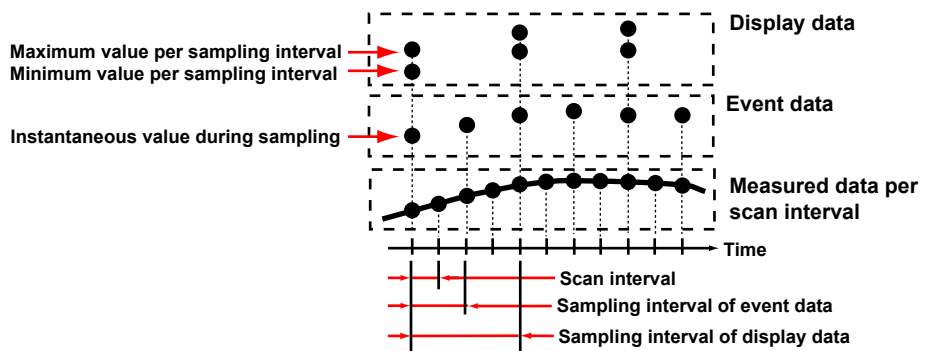 Display data
Maximum value per sampling interval
Minimum value per sampling interval
Event data
Instantaneous value during sampling
Measured data per
scan interval
Time
Scan interval
Sampling interval of event data
Sampling interval of display data